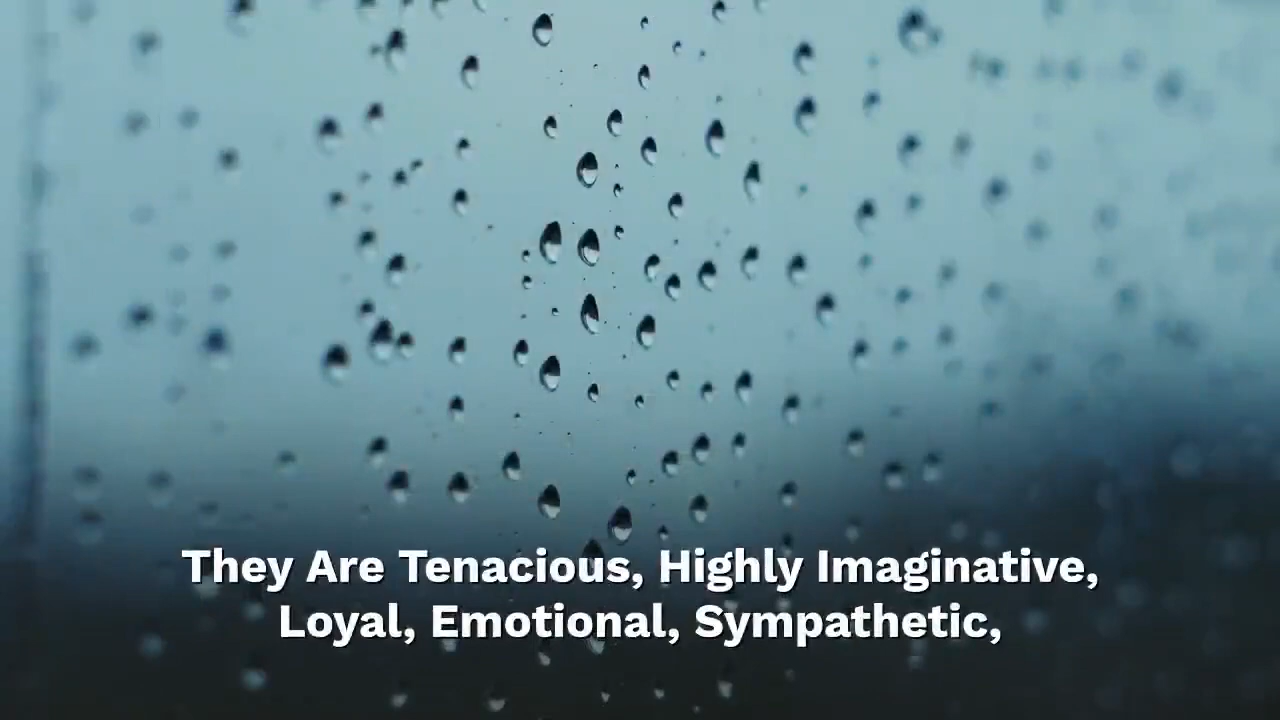 They Are Tenacious, Highly Imaginative,
Loyal, Emotional, Sympathetic,